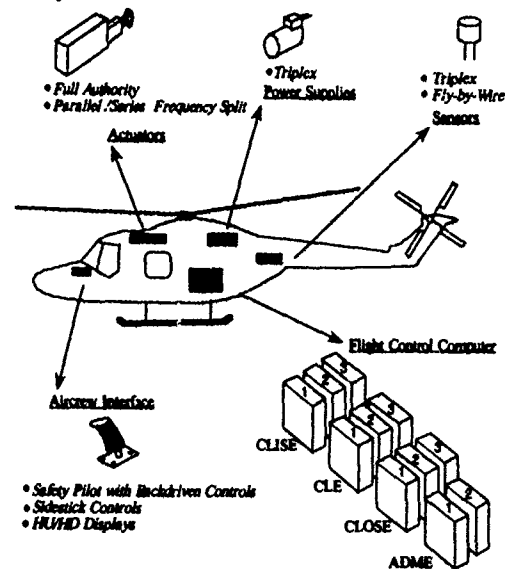 • Full Authority
• Parallel /Series Frequency Split
Actuators
• Triplex
Power Supplies
• Triplex
• Fly-by-Wire
Sensors
Aircrew Interface
• Safety Pilot with Backdriven Controls
• Sidestick Controls
• HU/HD Displays
Flight Control Computer
1 2 3
CLISE
1 2 3
CLE
1 2 3
CLOSE
1 2
ADME